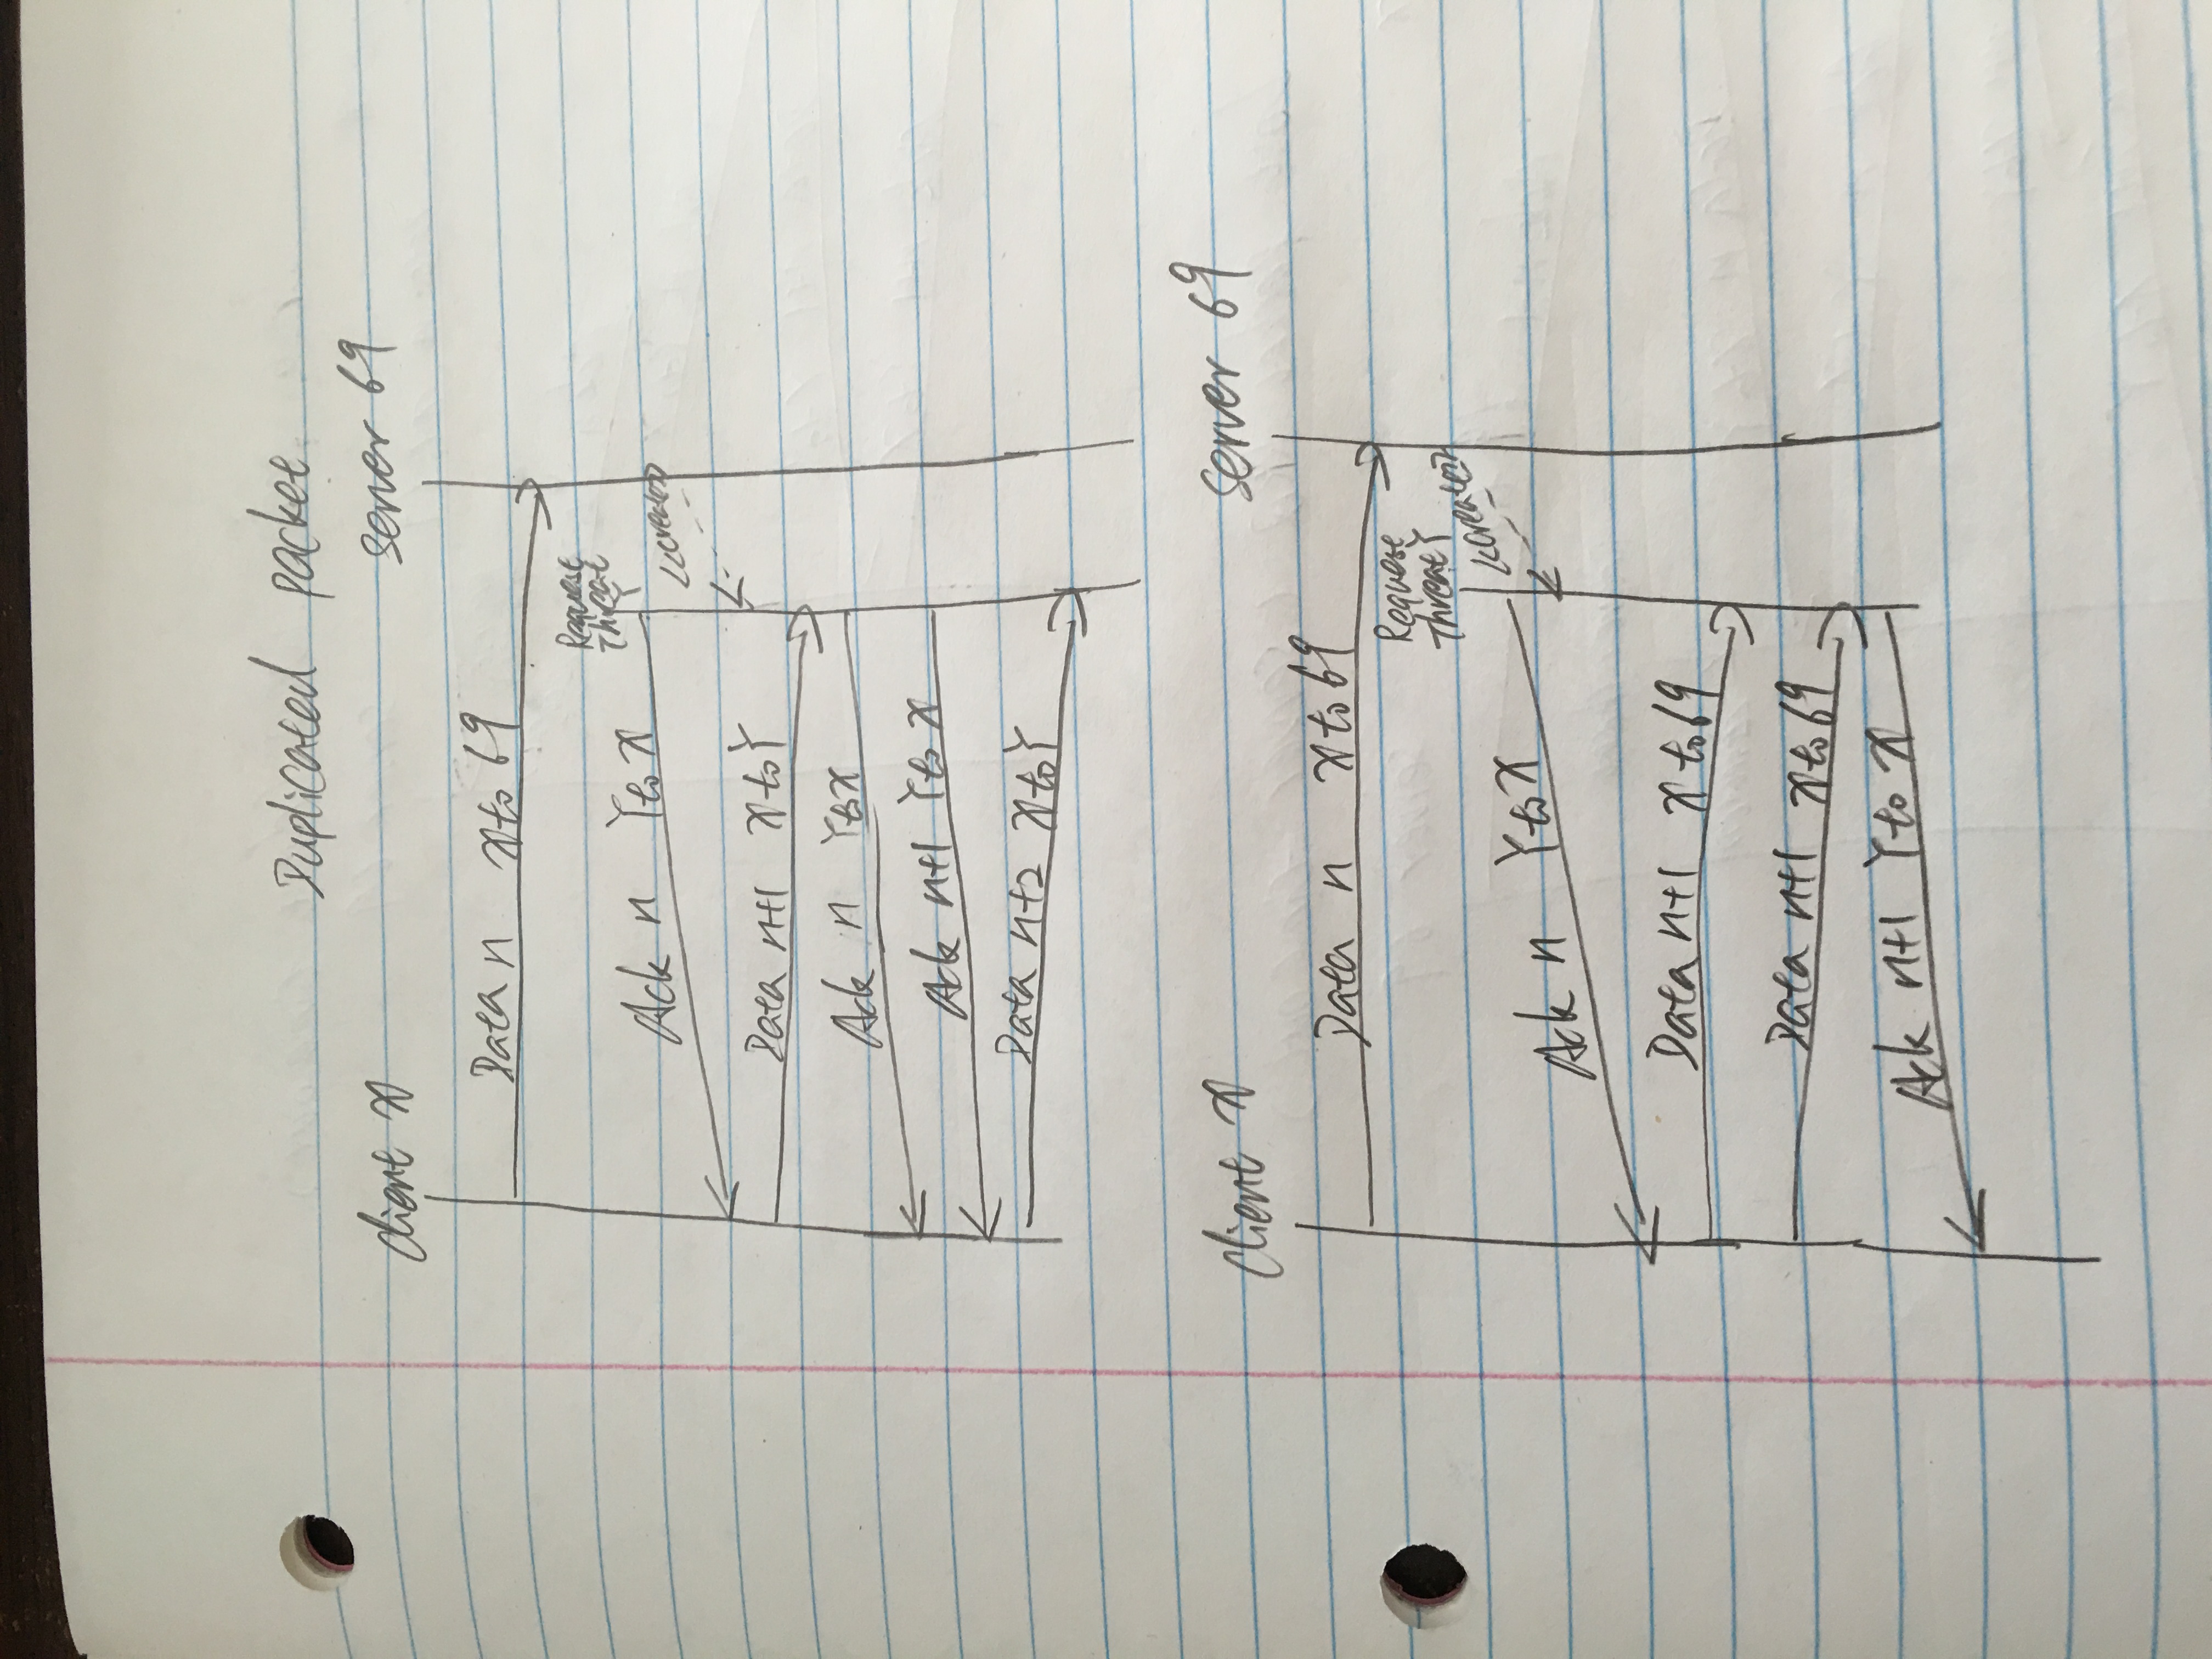 Duplicated packet
Client X server 69
Data n X to 69
Request
Threat
Y
Ack n Y to X
<<creates>>
Data n+1 X to Y
Ack n Y to X
Ack n+1 Y to X
Data n+2 X to Y
Client X server 69
Data n X to 69
Request
Threat Y
<<creates>>
Ack n Y to X
Data n+1 X to 69
Data n+1 X to 69
Ack n+1 Y to X